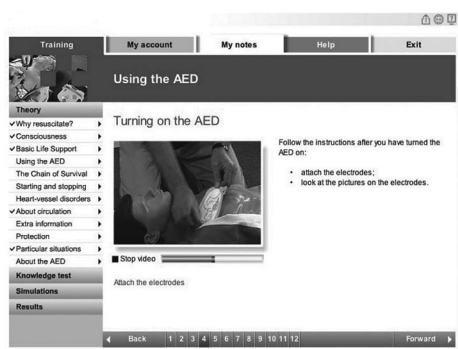 Training My account My notes Help Exit
Using the AED
Theory
Why resuscitate?
Consciousness
Basic Life Support
Using the AED
The Chain of Survival
Starting and stopping
Heart-vessel disorders
About circulation
Extra information
Protection
Particular situations
About the AED
Knowledge test
Simulations
Results
Turning on the AED
Stop video
Attach the electrodes
Follow the instructions after you have turned the
AED on:
• attach the electrodes;
• look at the pictures on the electrodes.
Back 1 2 3 4 5 6 7 8 9 10 11 12 Forward